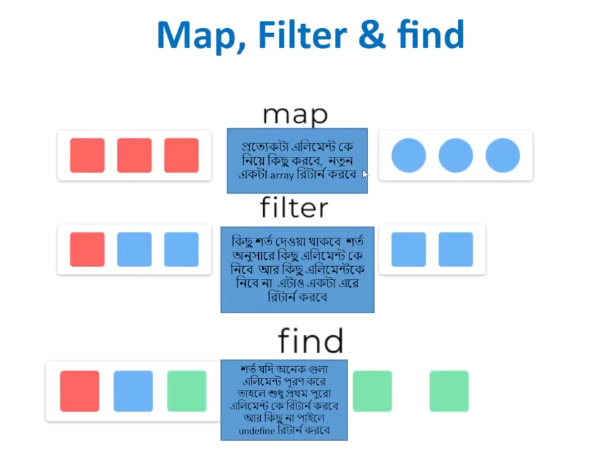 Map, Filter & find
map
প্রত্যেকটা এলিমেন্ট কে
নিয়ে কিছু করবে, নতুন
একটা array রিটার্ন করবে
filter
কিছু শর্ত দেওয়া থাকবে শর্ত
অনুসারে কিছু এলিমেন্ট কে
নিবে আর কিছু এলিমেন্টকে
নিবে না এটাও একটা এরে
রিটার্ন করবে
find
শর্ত যদি অনেক গুলা
এলিমেন্ট পূরণ করে
তাহলে শুধু প্রথম পুরো
এলিমেন্ট কে রিটার্ন করবে
আর কিছু না পাইলে
undefine রিটার্ন করবে